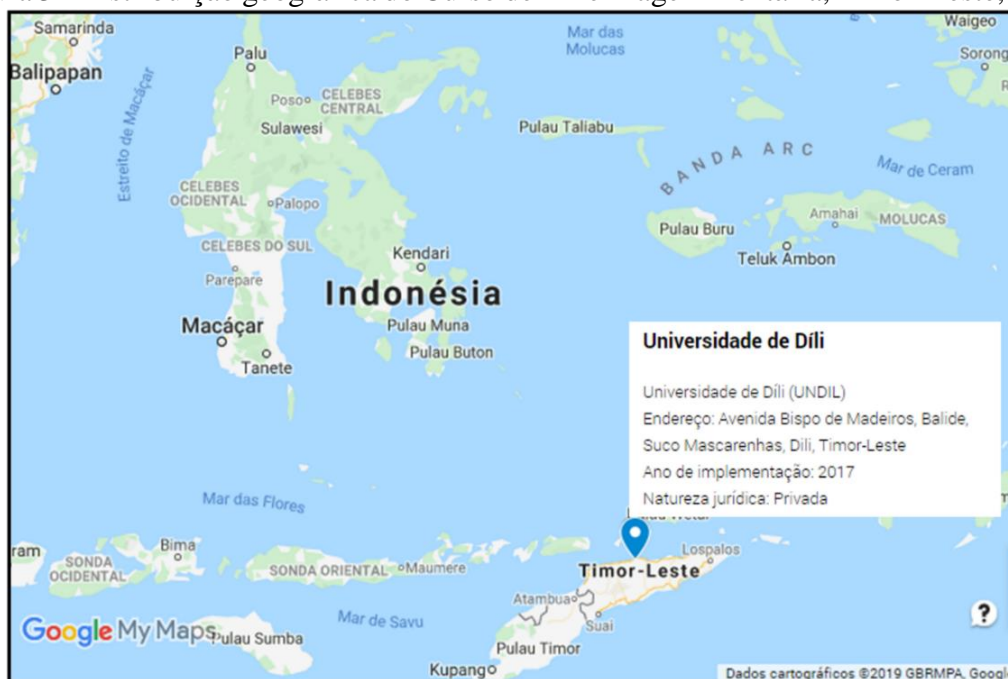 Samarinda
Balipapan
Palu
Mar das
Molucas
Waigeo
Sorong
Poso
CELEBES
CENTRAL
Sulawesi
Pulau Taliabu
Estreito de Macáçar
BANDA ARC
Mar de Ceram
CELEBES
OCIDENTAL
Palopo
Pulau Buru
Amahai
MOLUCAS
CELEBES DO SUL
Kendari
Teluk Ambon
Parepare
Indonésia
Macáçar
Pulau Muna
Tanete
Pulau Buton
Universidade de Díli
Universidade de Díli (UNDIL)
Endereço: Avenida Bispo de Madeiros, Balide,
Suco Mascarenhas, Dili, Timor-Leste
Ano de implementação: 2017
Natureza jurídica: Privada
Mar das Flores
Bima
SONDA
OCIDENTAL
SONDA ORIENTAL
Maumere
Lospalos
Timor-Leste
Atambua
Suai
Mar de Savu
Google My Maps
Pulau Sumba
Pulau Timor
Kupang
?
Dados cartográficos ©2019 GBRMPA, Google